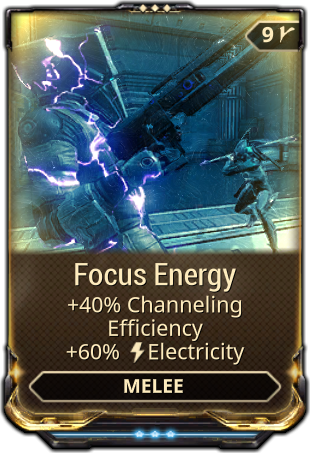 9
Focus Energy
+40% Channeling
Efficiency
+60% Electricity
MELEE